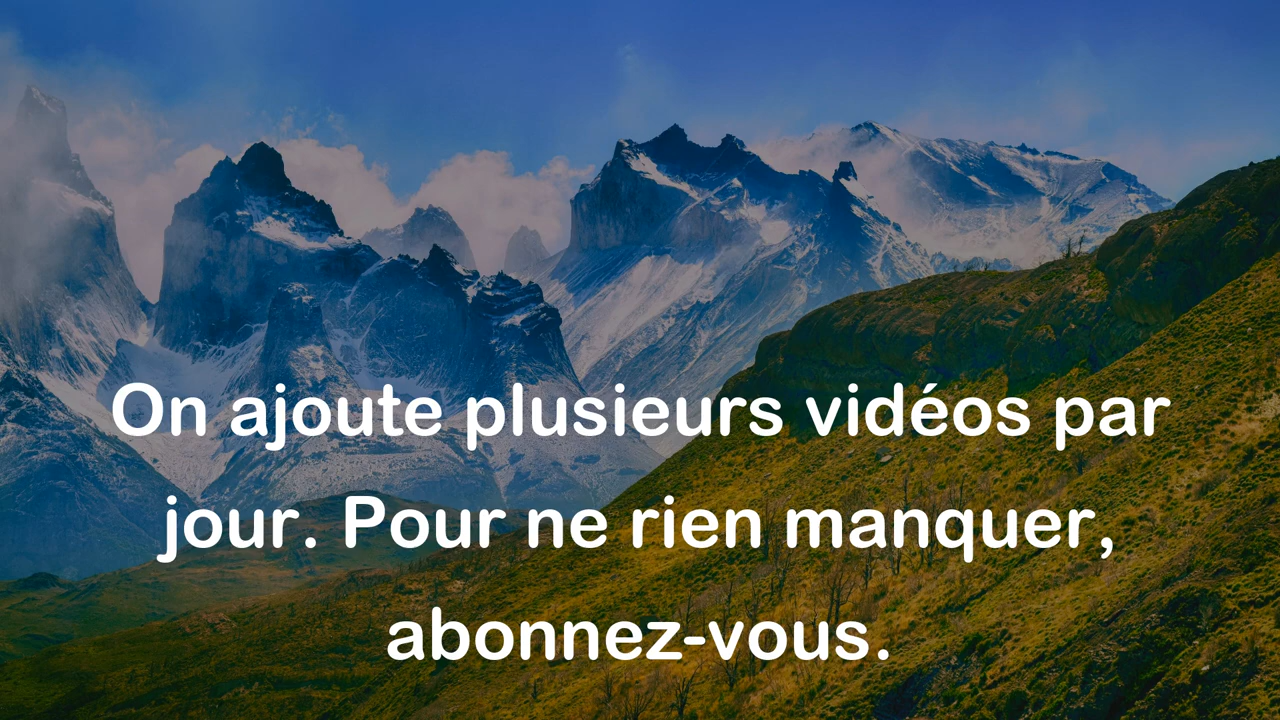 On ajoute plusieurs vidéos par
jour. Pour ne rien manquer,
abonnez-vous.